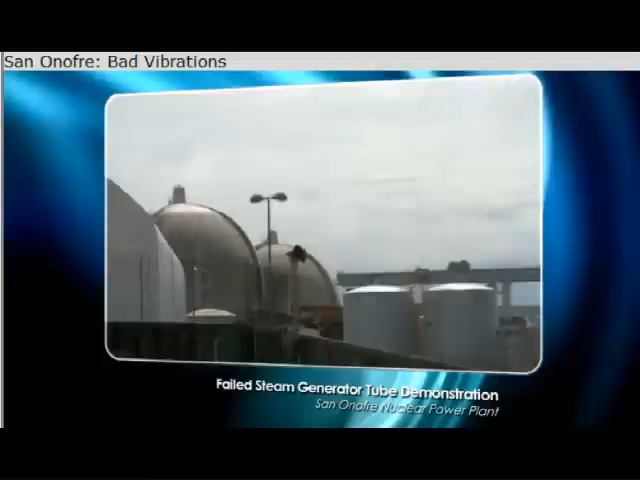 San Onofre: Bad Vibrations
Failed Steam Generator Tube Demonstration
San Onofre Nuclear Power Plant